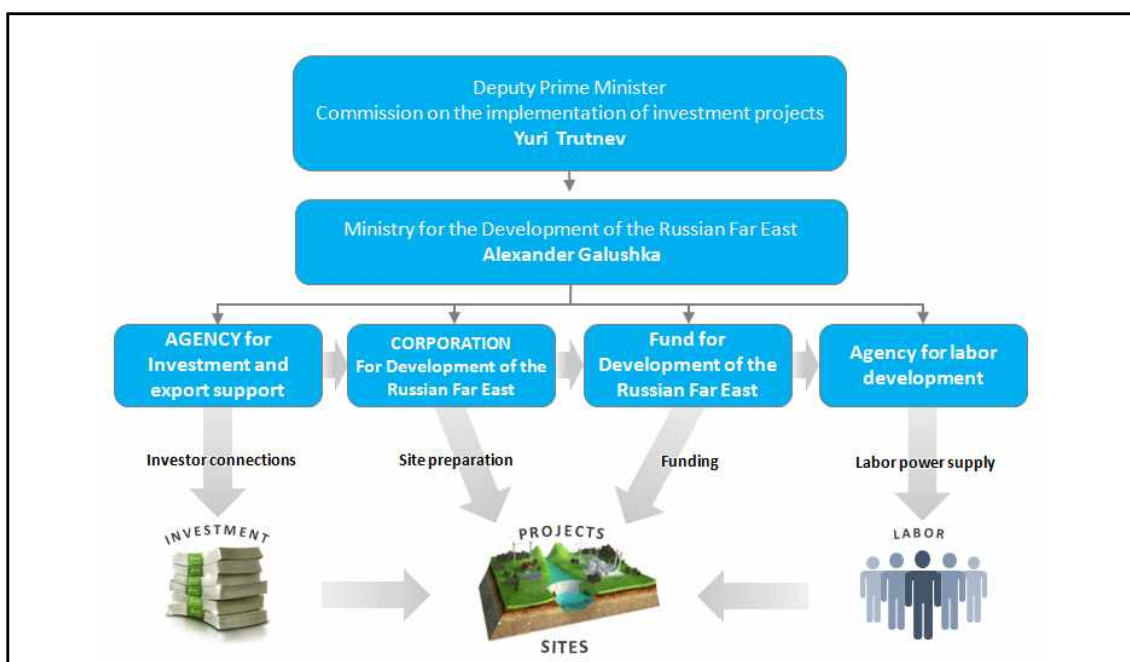 Deputy Prime Minister
Commission on the implementation of investment projects
Yuri Trutnev
Ministry for the Development of the Russian Far East
Alexander Galushka
AGENCY for
Investment and
export support
CORPORATION
For Development of the
Russian Far East
Fund for
Development of the
Russian Far East
Agency for labor
development
Investor connections
Site preparation
Funding
Labor power supply
INVESTMENT
PROJECTS
SITES
LABOR